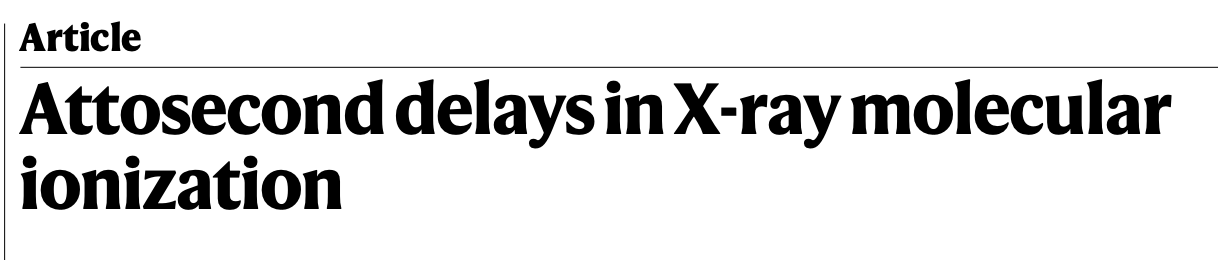 Article
Attosecond delays in X-ray molecular
ionization